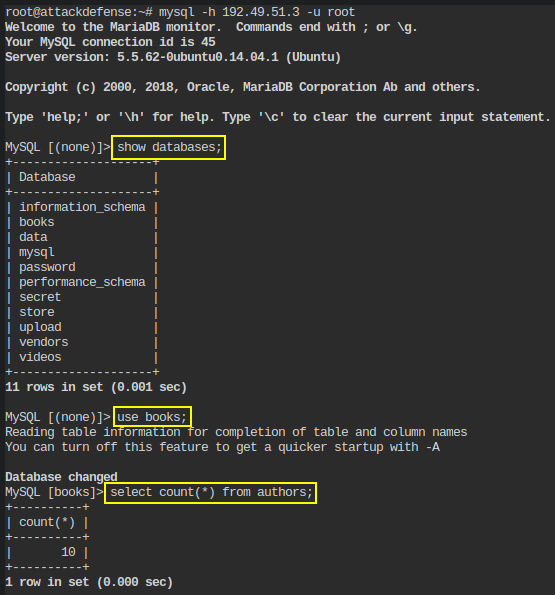 root@attackdefense:~# mysql -h 192.49.51.3 -u root
Welcome to the MariaDB monitor.  Commands end with ; or \g.
Your MySQL connection id is 45
Server version: 5.5.62-0ubuntu0.14.04.1 (Ubuntu)
Copyright (c) 2000, 2018, Oracle, MariaDB Corporation Ab and others.
Type 'help;' or '\h' for help. Type '\c' to clear the current input statement.
MySQL [(none)]> show databases;
+--------------------+
| Database           |
+--------------------+
| information_schema |
| books              |
| data               |
| mysql              |
| password           |
| performance_schema |
| secret             |
| store              |
| upload             |
| vendors            |
| videos             |
+--------------------+
11 rows in set (0.001 sec)
MySQL [(none)]> use books;
Reading table information for completion of table and column names
You can turn off this feature to get a quicker startup with -A
Database changed
MySQL [books]> select count(*) from authors;
+----------+
| count(*) |
+----------+
|       10 |
+----------+
1 row in set (0.000 sec)